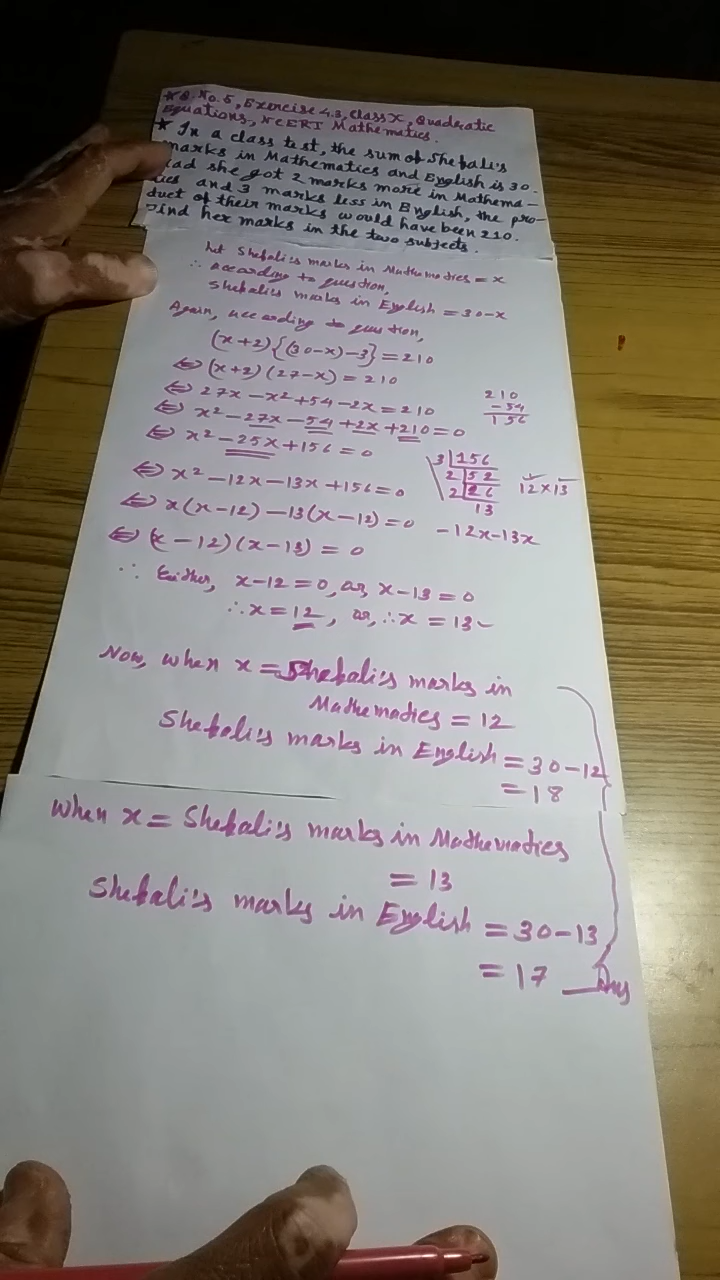 * Q. No. 5, Exercise 4.3, Class X, Quadratic
Equations, NCERT Mathematics.
* In a class test, the sum of Shefali's
marks in Mathematics and English is 30.
Had she got 2 marks more in Mathema-
tics and 3 marks less in English, the pro-
duct of their marks would have been 210.
Find her marks in the two subjects.
Let Shefali's marks in Mathematics = x
∴ According to question,
Shefali's marks in English = 30-x
Again, according to question,
(x+2){(30-x)-3} = 210
⇔ (x+2)(27-x) = 210
⇔ 27x - x² + 54 - 2x = 210
⇔ x² - 27x - 54 + 2x + 210 = 0
⇔ x² - 25x + 156 = 0
210
-54
156
⇔ x² - 12x - 13x + 156 = 0
3|156
2|52
2|26
13
12x13
⇔ x(x-12) - 13(x-12) = 0
-12x-13x
⇔ (x-12)(x-13) = 0
∴ Either, x-12 = 0, or, x-13 = 0
∴ x = 12, or, ∴ x = 13
Now, when x = Shefali's marks in
Mathematics = 12
Shefali's marks in English = 30-12
= 18
When x = Shefali's marks in Mathematics
= 13
Shefali's marks in English = 30-13
= 17 Ans